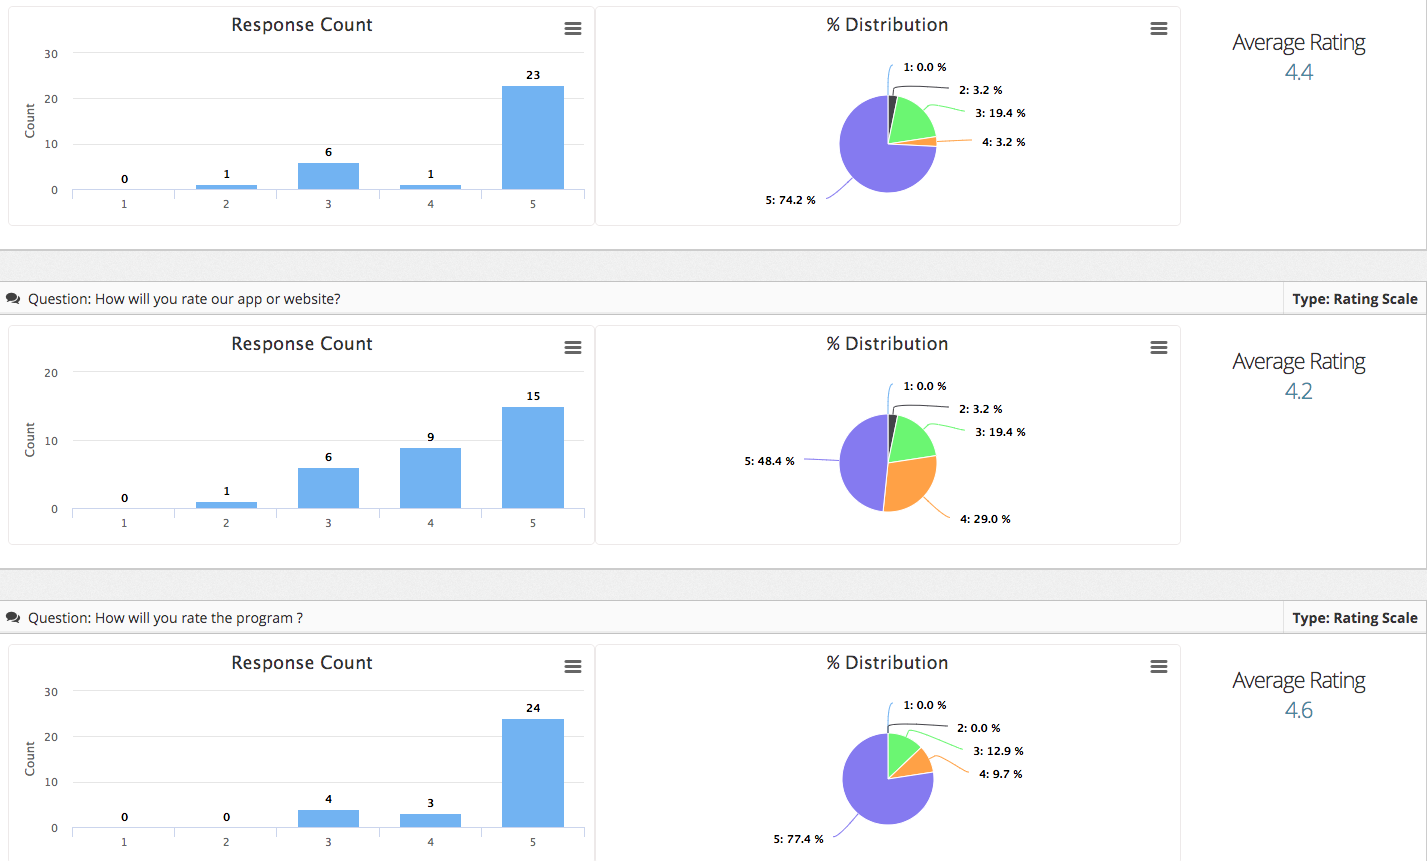 Response Count
% Distribution
Average Rating
4.4
Count
30
20
10
0
0
1
6
1
23
1
2
3
4
5
1: 0.0 %
2: 3.2 %
3: 19.4 %
4: 3.2 %
5: 74.2 %
Question: How will you rate our app or website?
Type: Rating Scale
Response Count
% Distribution
Average Rating
4.2
Count
20
10
0
0
1
6
9
15
1
2
3
4
5
1: 0.0 %
2: 3.2 %
3: 19.4 %
5: 48.4 %
4: 29.0 %
Question: How will you rate the program ?
Type: Rating Scale
Response Count
% Distribution
Average Rating
4.6
Count
30
20
10
0
0
0
4
3
24
1
2
3
4
5
1: 0.0 %
2: 0.0 %
3: 12.9 %
4: 9.7 %
5: 77.4 %